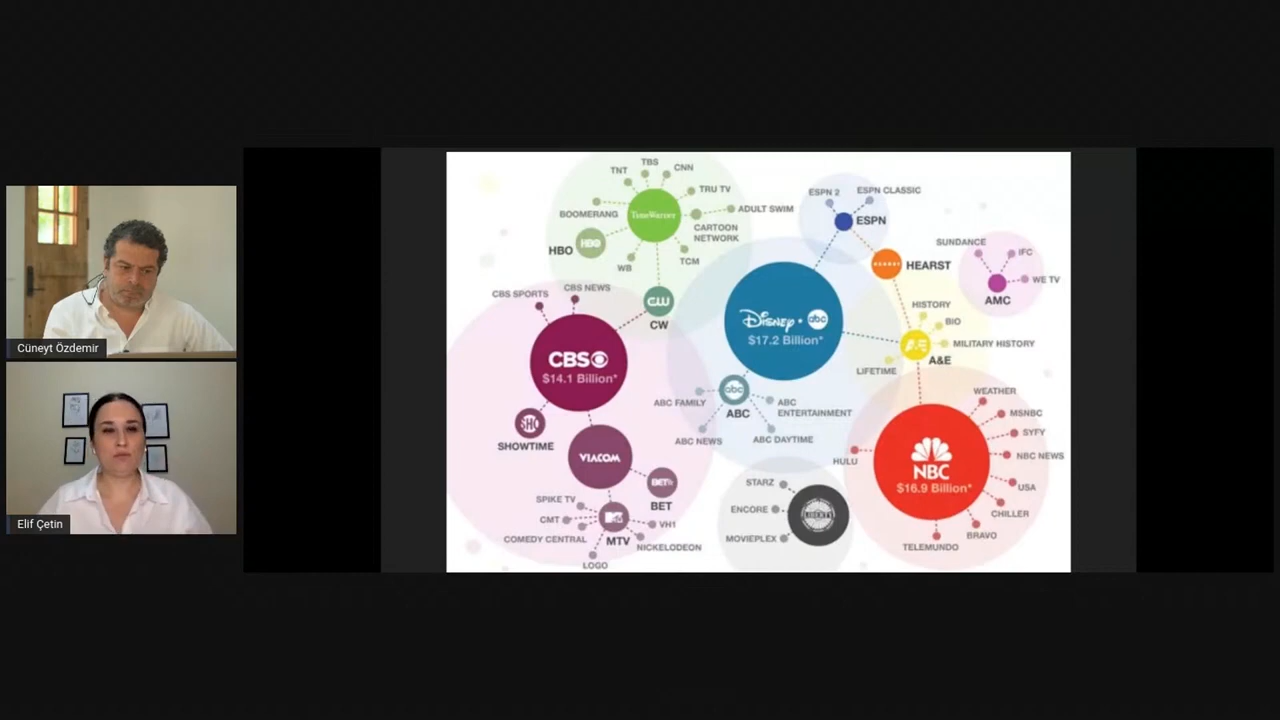 Cüneyt Özdemir
Elif Çetin
TNT
TBS
CNN
TRU TV
ADULT SWIM
CARTOON
NETWORK
TCM
WB
BOOMERANG
HBO
HBO
TimeWarner
CW
CW
CBS SPORTS
CBS NEWS
CBS
$14.1 Billion*
SHO
SHOWTIME
VIACOM
BET
BET
SPIKE TV
CMT
COMEDY CENTRAL
LOGO
MTV
VH1
NICKELODEON
ESPN 2
ESPN CLASSIC
ESPN
HEARST
SUNDANCE
IFC
WE TV
AMC
DISNEY • abc
$17.2 Billion*
HISTORY
BIO
MILITARY HISTORY
LIFETIME
A&E
A&E
abc
ABC
ABC FAMILY
ABC
ENTERTAINMENT
ABC NEWS
ABC DAYTIME
STARZ
ENCORE
MOVIEPLEX
LIBERTY
HULU
NBC
$16.9 Billion*
WEATHER
MSNBC
SYFY
NBC NEWS
USA
CHILLER
BRAVO
TELEMUNDO